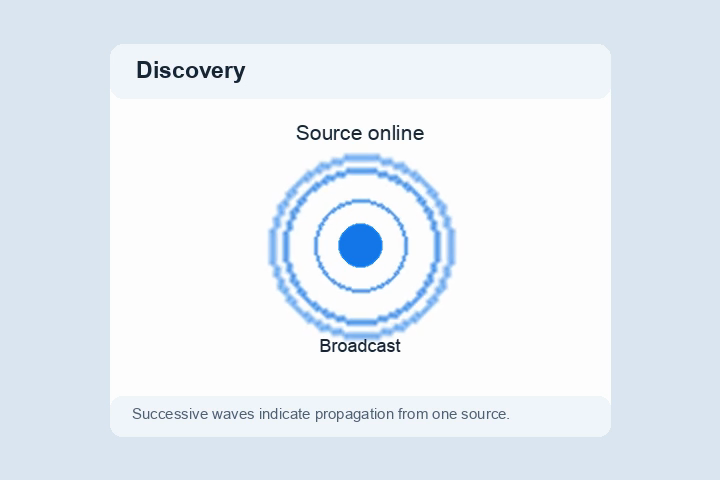 Discovery
Source online
Broadcast
Successive waves indicate propagation from one source.